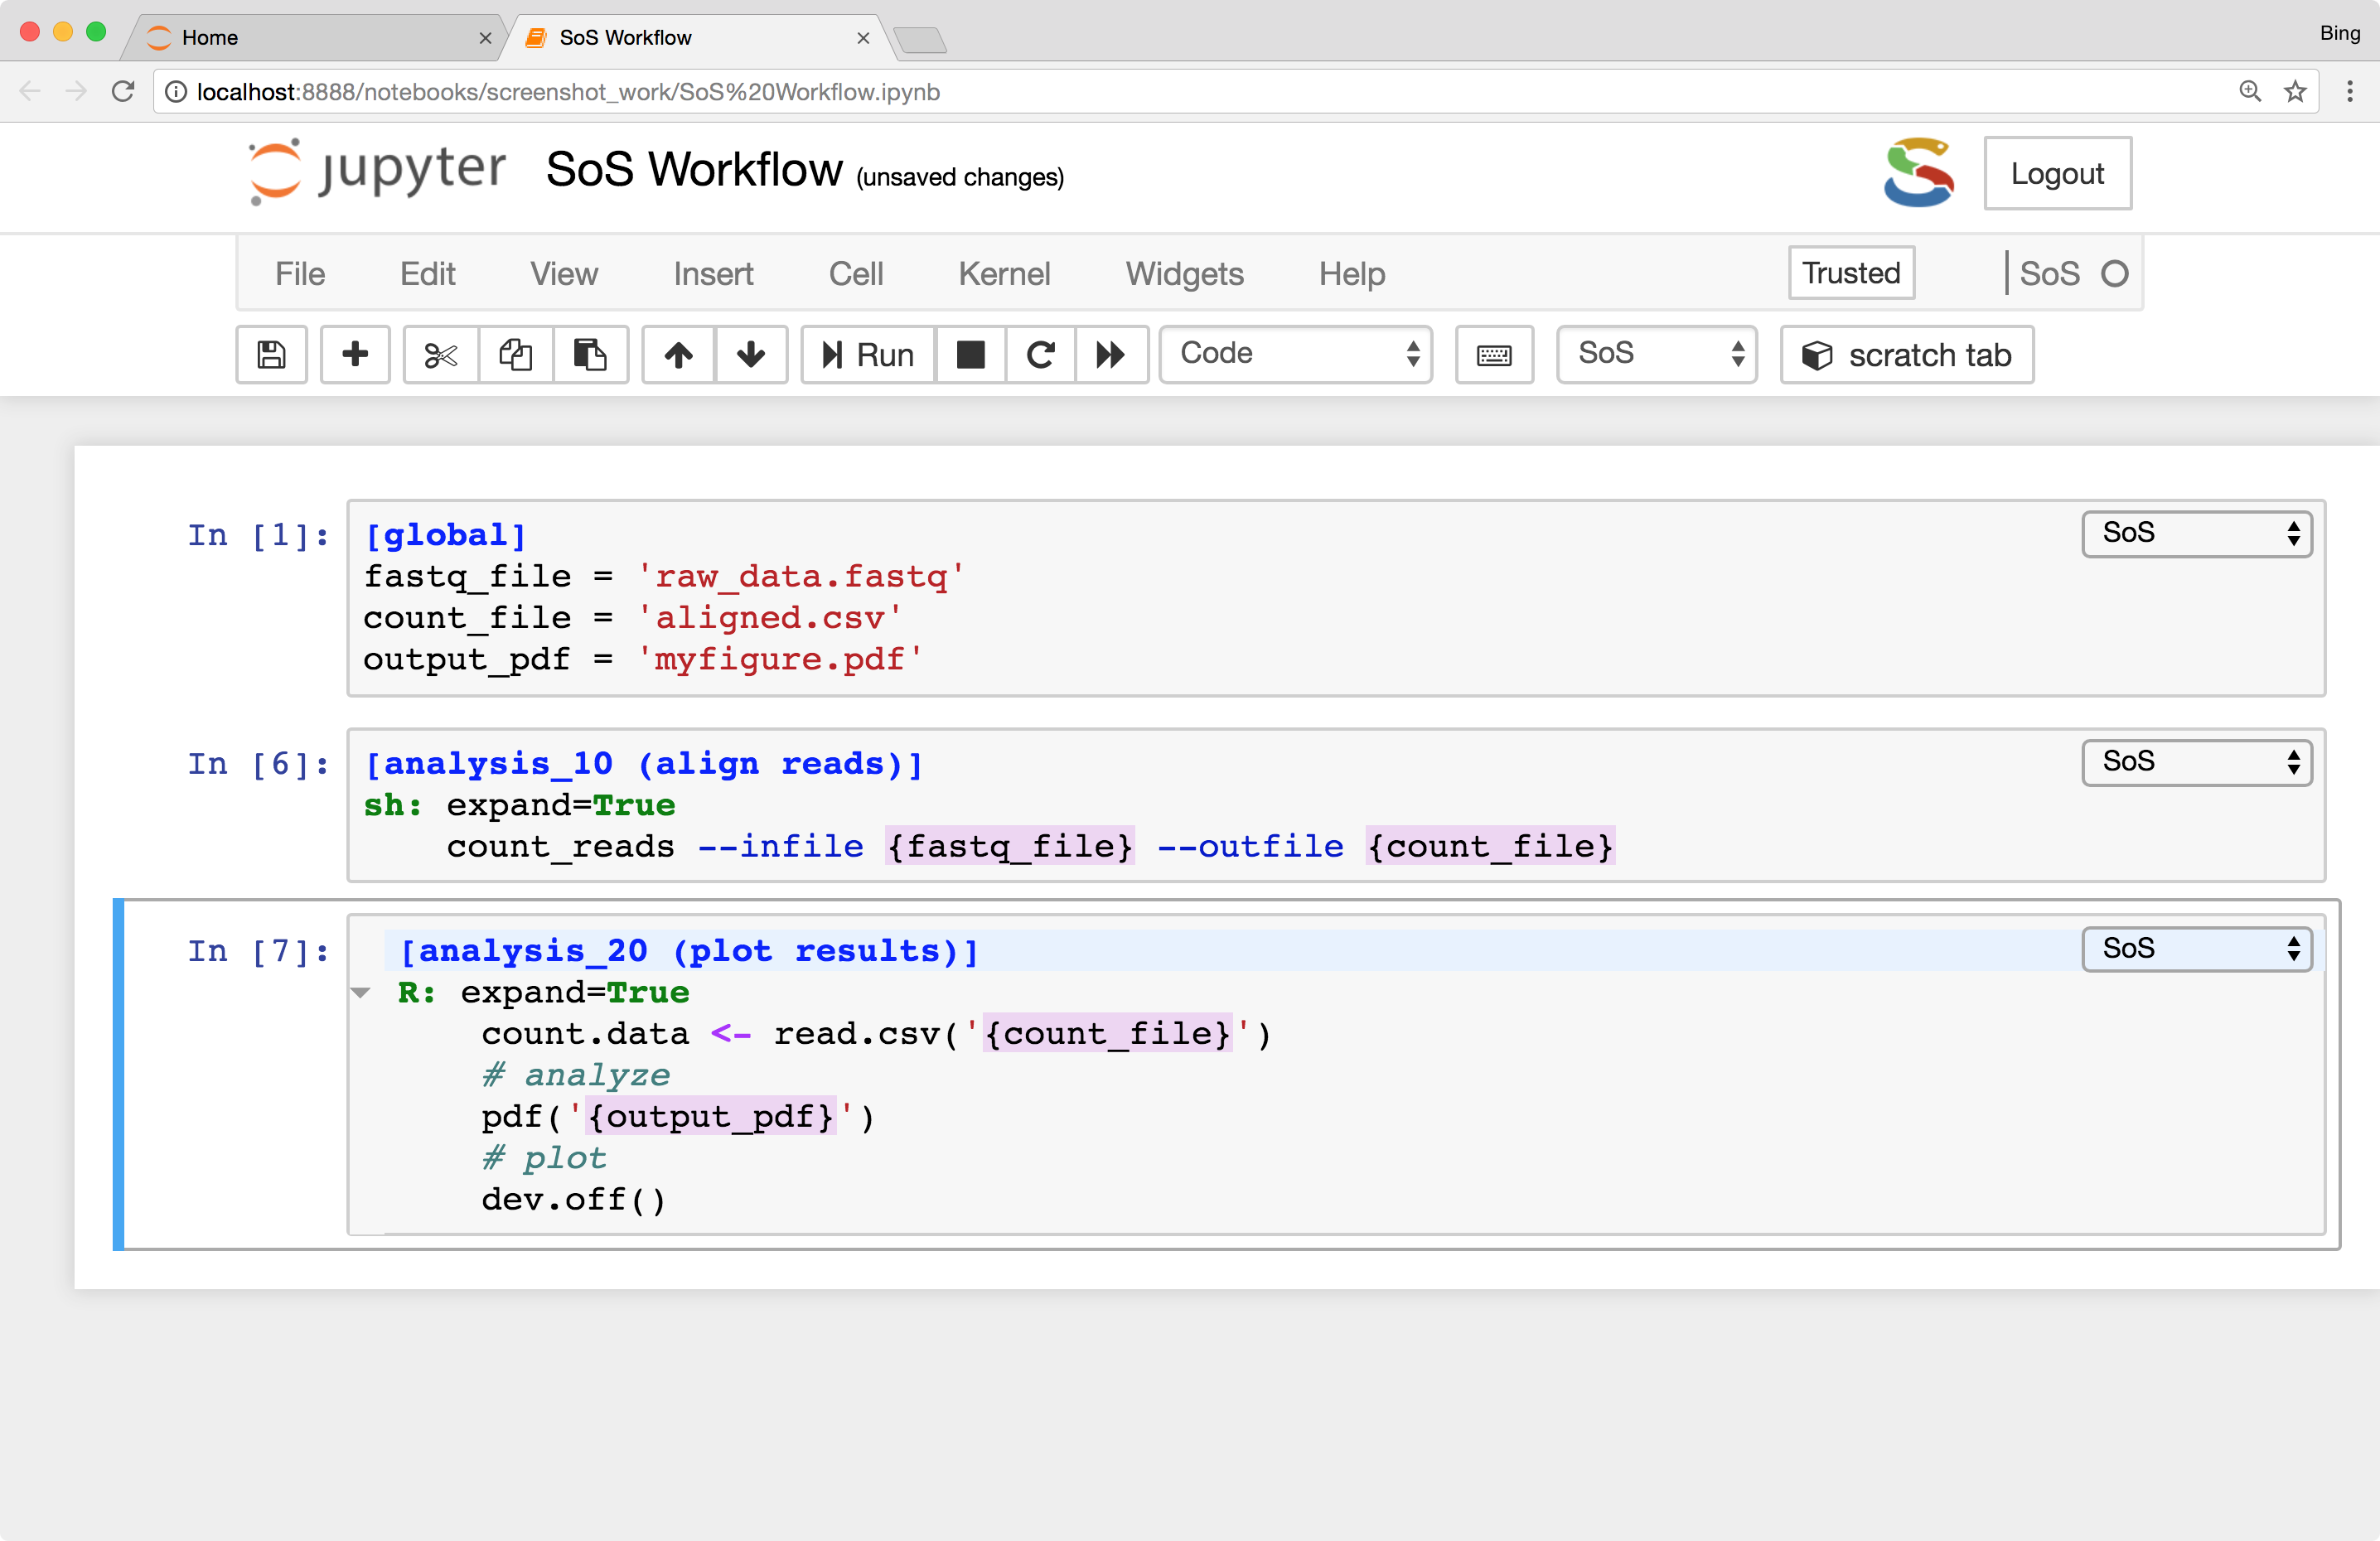 Home
SoS Workflow
Bing
localhost:8888/notebooks/screenshot_work/SoS%20Workflow.ipynb
jupyter SoS Workflow (unsaved changes)
Logout
File Edit View Insert Cell Kernel Widgets Help Trusted SoS
Run Code SoS scratch tab
In [1]: [global] SoS
fastq_file = 'raw_data.fastq'
count_file = 'aligned.csv'
output_pdf = 'myfigure.pdf'
In [6]: [analysis_10 (align reads)] SoS
sh: expand=True
count_reads --infile {fastq_file} --outfile {count_file}
In [7]: [analysis_20 (plot results)] SoS
R: expand=True
count.data <- read.csv('{count_file}')
# analyze
pdf('{output_pdf}')
# plot
dev.off()